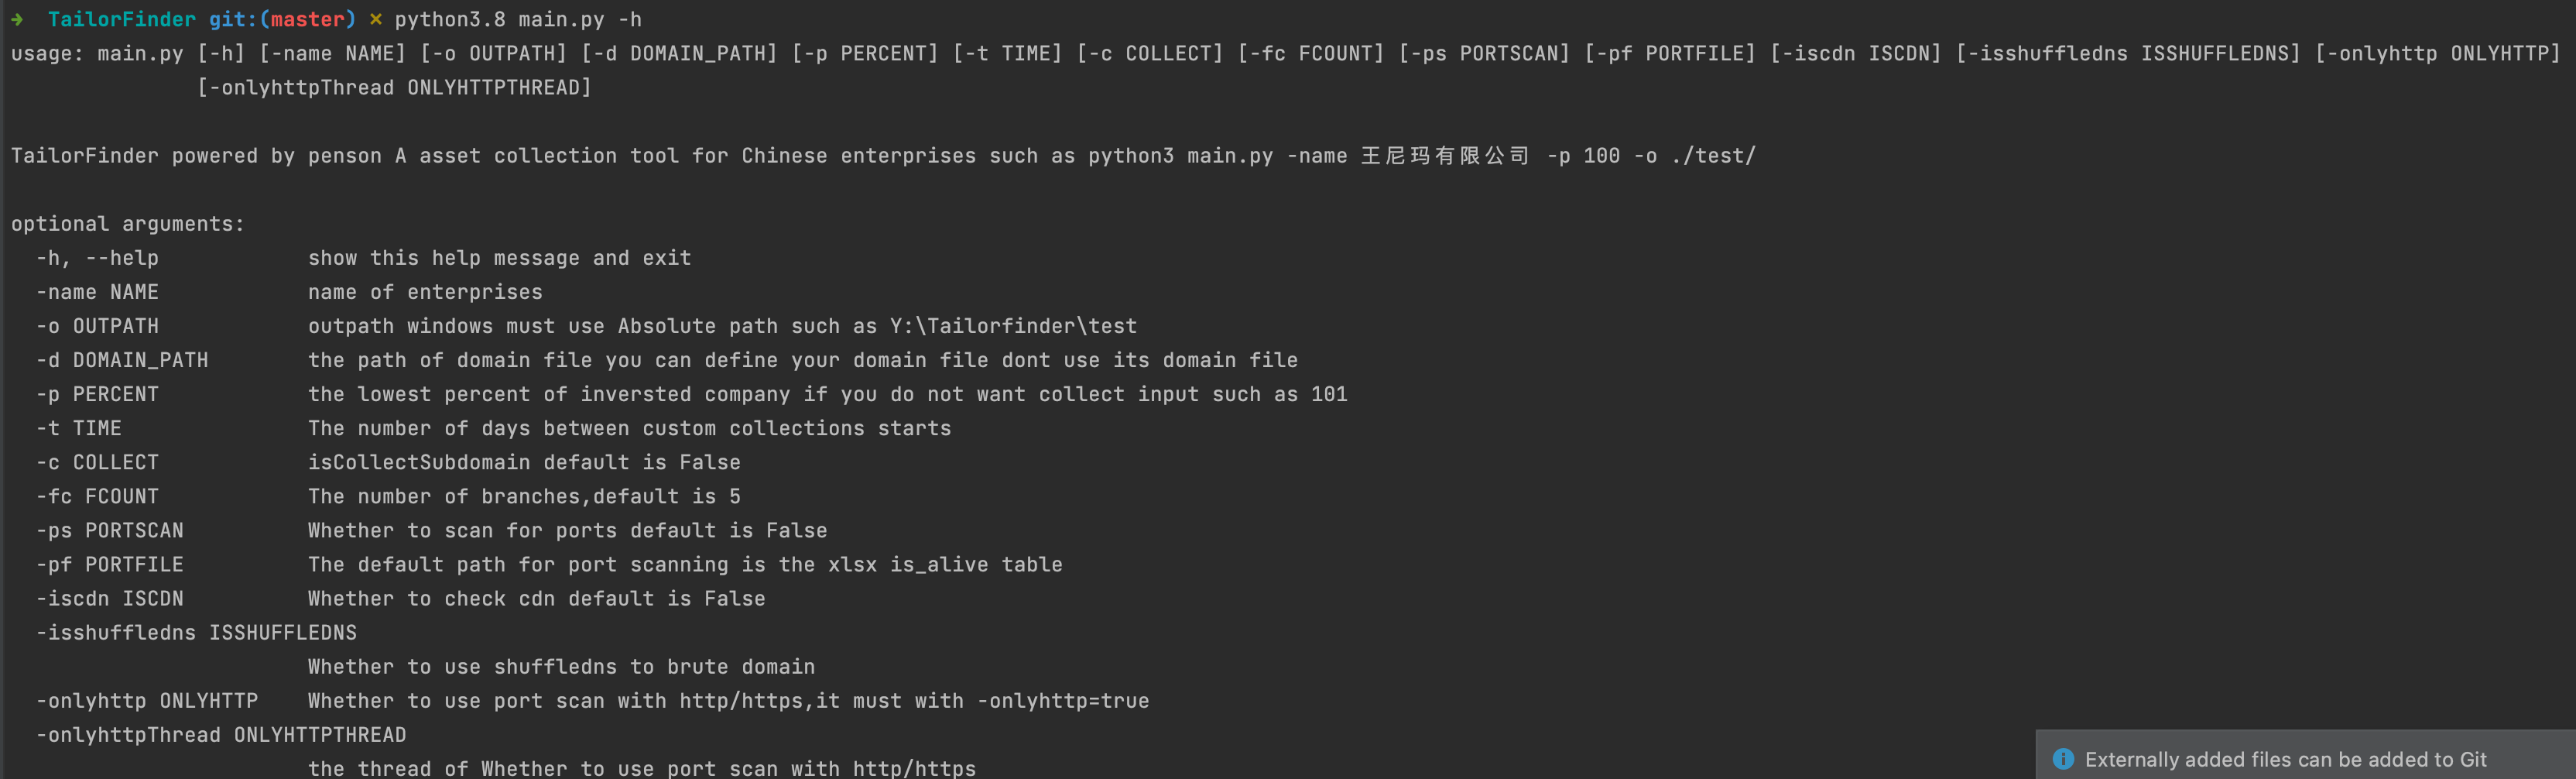 ➜  TailorFinder git:(master) ✗ python3.8 main.py -h
usage: main.py [-h] [-name NAME] [-o OUTPATH] [-d DOMAIN_PATH] [-p PERCENT] [-t TIME] [-c COLLECT] [-fc FCOUNT] [-ps PORTSCAN] [-pf PORTFILE] [-iscdn ISCDN] [-isshuffledns ISSHUFFLEDNS] [-onlyhttp ONLYHTTP]
[-onlyhttpThread ONLYHTTPTHREAD]
TailorFinder powered by penson A asset collection tool for Chinese enterprises such as python3 main.py -name 王尼玛有限公司 -p 100 -o ./test/
optional arguments:
-h, --help show this help message and exit
-name NAME name of enterprises
-o OUTPATH outpath windows must use Absolute path such as Y:\Tailorfinder\test
-d DOMAIN_PATH the path of domain file you can define your domain file dont use its domain file
-p PERCENT the lowest percent of inversted company if you do not want collect input such as 101
-t TIME The number of days between custom collections starts
-c COLLECT isCollectSubdomain default is False
-fc FCOUNT The number of branches,default is 5
-ps PORTSCAN Whether to scan for ports default is False
-pf PORTFILE The default path for port scanning is the xlsx is_alive table
-iscdn ISCDN Whether to check cdn default is False
-isshuffledns ISSHUFFLEDNS
Whether to use shuffledns to brute domain
-onlyhttp ONLYHTTP Whether to use port scan with http/https,it must with -onlyhttp=true
-onlyhttpThread ONLYHTTPTHREAD
the thread of Whether to use port scan with http/https
Externally added files can be added to Git